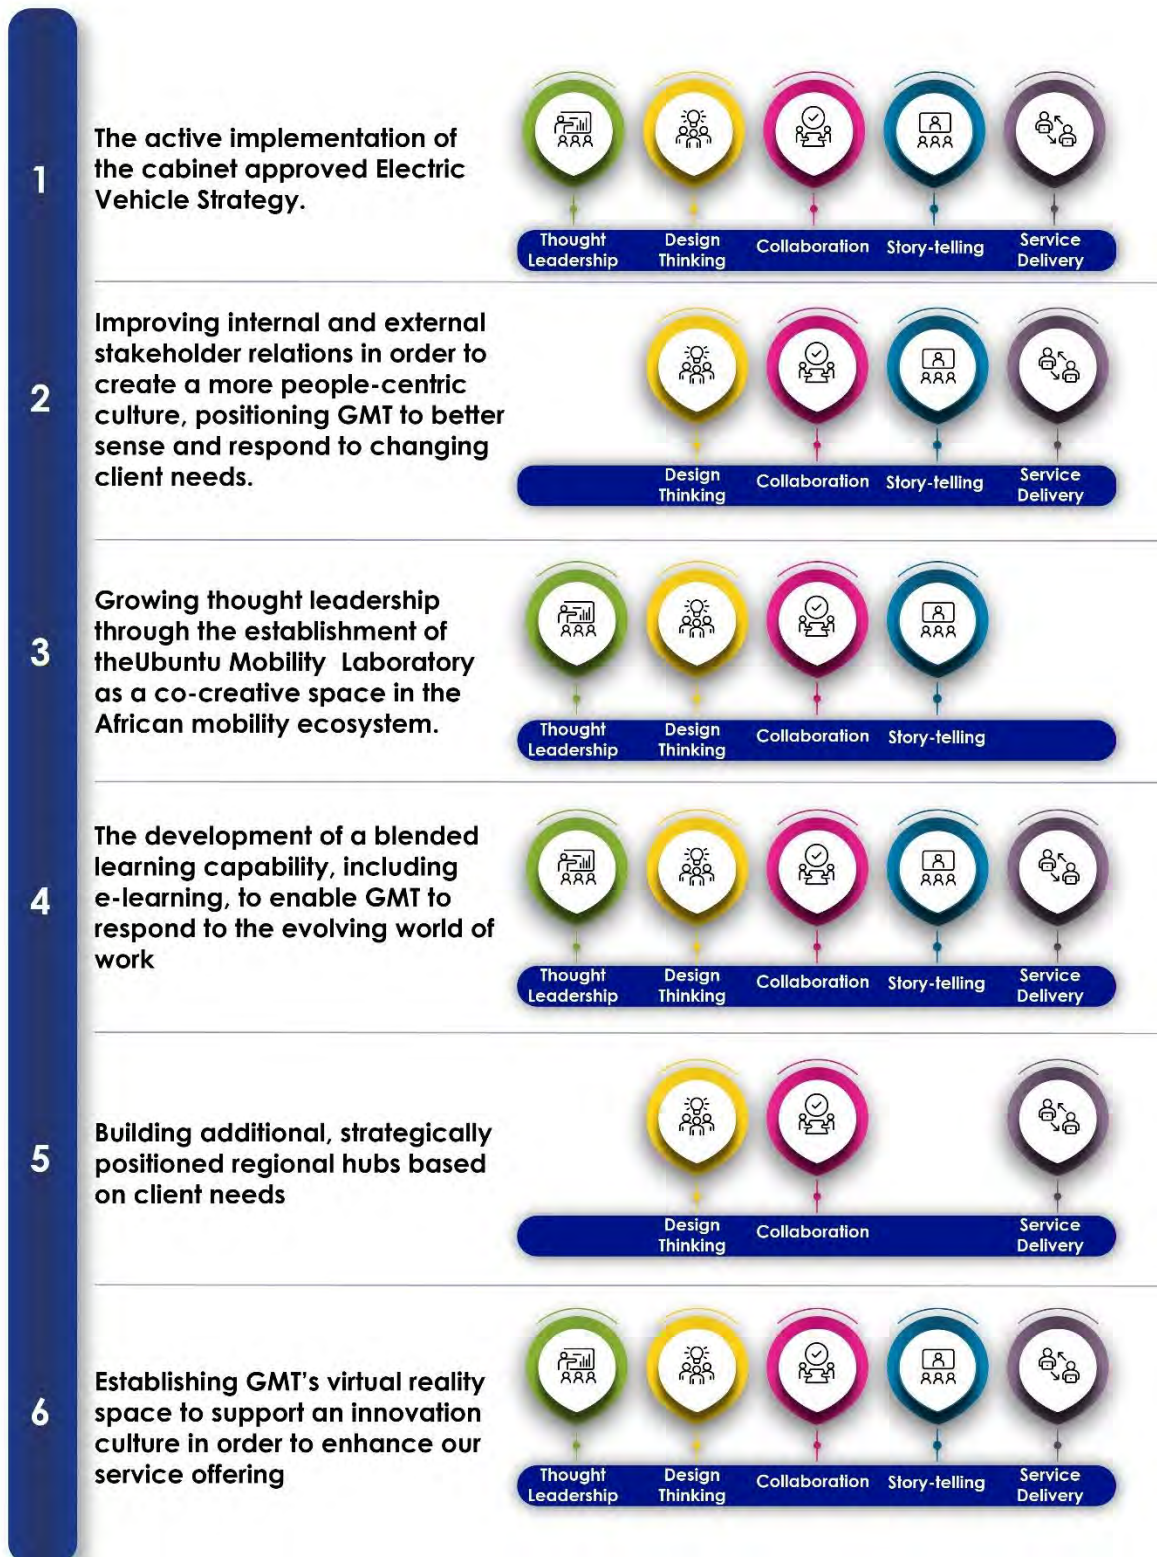 1
The active implementation of
the cabinet approved Electric
Vehicle Strategy.
Thought
Leadership
Design
Thinking
Collaboration
Story-telling
Service
Delivery
2
Improving internal and external
stakeholder relations in order to
create a more people-centric
culture, positioning GMT to better
sense and respond to changing
client needs.
Design
Thinking
Collaboration
Story-telling
Service
Delivery
3
Growing thought leadership
through the establishment of
theUbuntu Mobility Laboratory
as a co-creative space in the
African mobility ecosystem.
Thought
Leadership
Design
Thinking
Collaboration
Story-telling
4
The development of a blended
learning capability, including
e-learning, to enable GMT to
respond to the evolving world of
work
Thought
Leadership
Design
Thinking
Collaboration
Story-telling
Service
Delivery
5
Building additional, strategically
positioned regional hubs based
on client needs
Design
Thinking
Collaboration
Service
Delivery
6
Establishing GMT’s virtual reality
space to support an innovation
culture in order to enhance our
service offering
Thought
Leadership
Design
Thinking
Collaboration
Story-telling
Service
Delivery